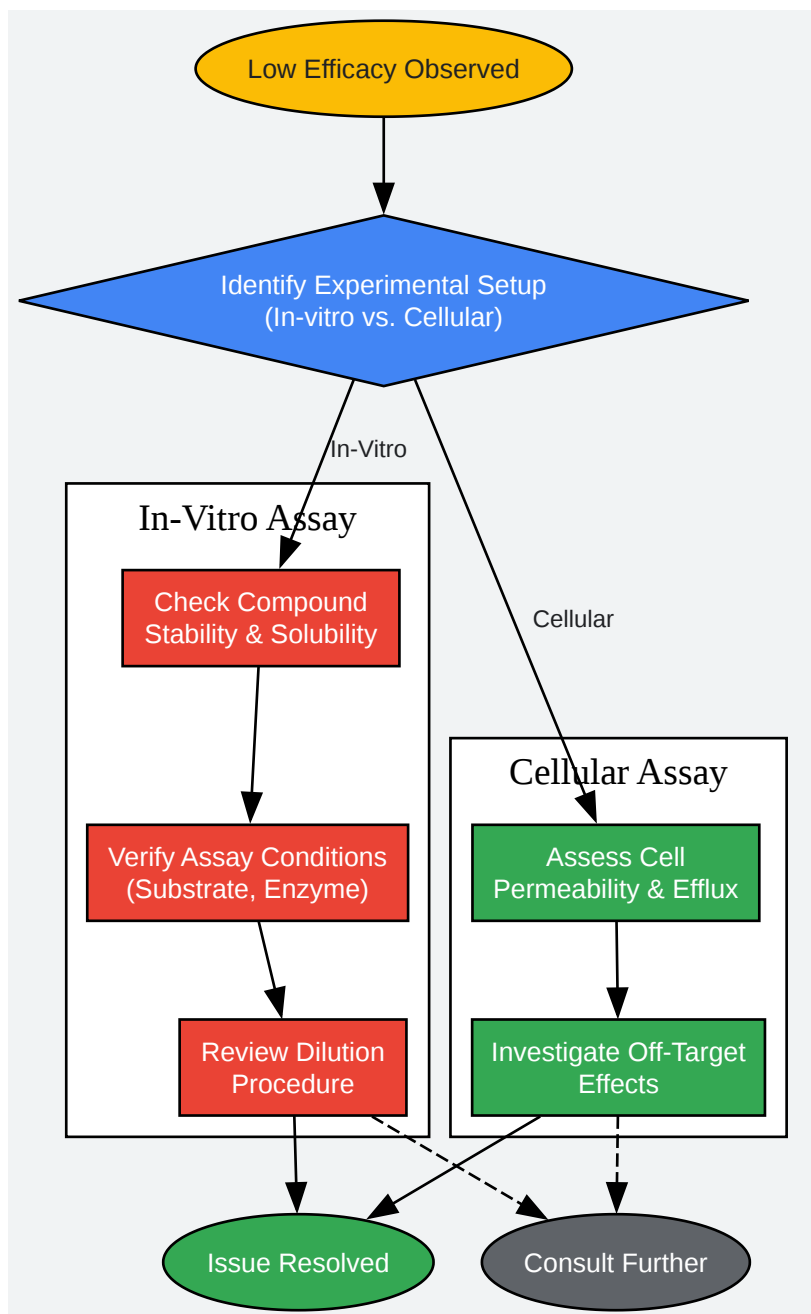 Low Efficacy Observed
Identify Experimental Setup
(In-vitro vs. Cellular)
In-Vitro
In-Vitro Assay
Check Compound
Stability & Solubility
Cellular
Cellular Assay
Verify Assay Conditions
(Substrate, Enzyme)
Assess Cell
Permeability & Efflux
Review Dilution
Procedure
Investigate Off-Target
Effects
Issue Resolved
Consult Further